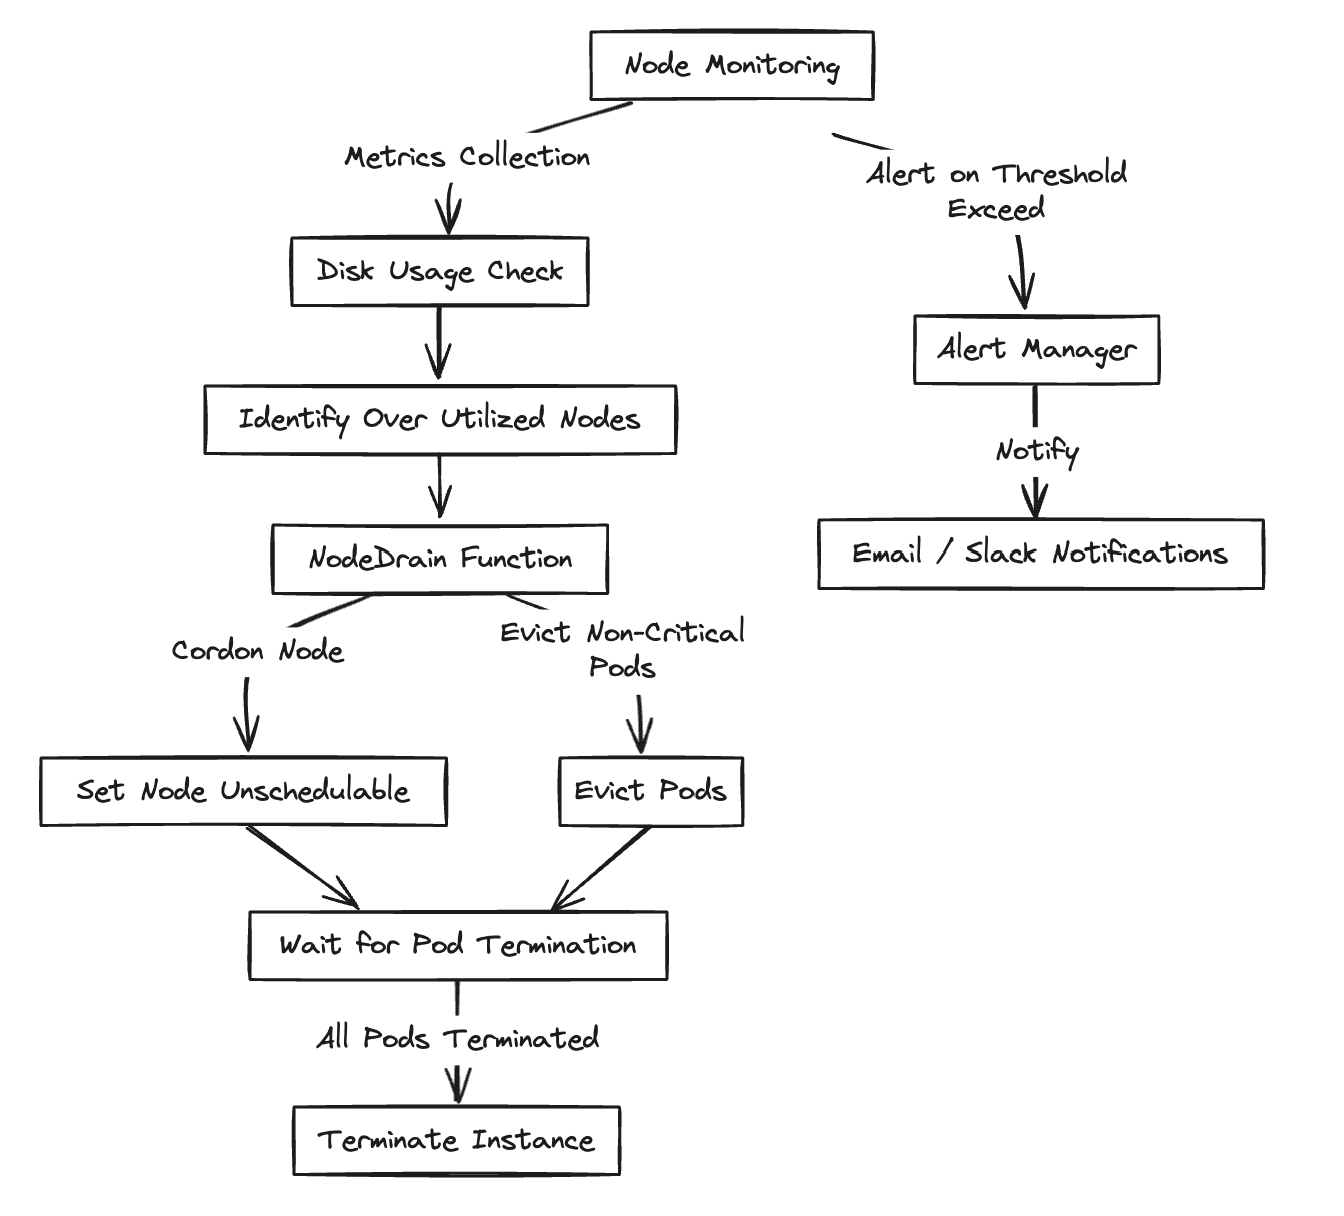 Node Monitoring
Metrics Collection
Alert on Threshold
Exceed
Disk Usage Check
Alert Manager
Identify Over Utilized Nodes
Notify
NodeDrain Function
Email / Slack Notifications
Cordon Node
Evict Non-Critical
Pods
Set Node Unschedulable
Evict Pods
Wait for Pod Termination
All Pods Terminated
Terminate Instance